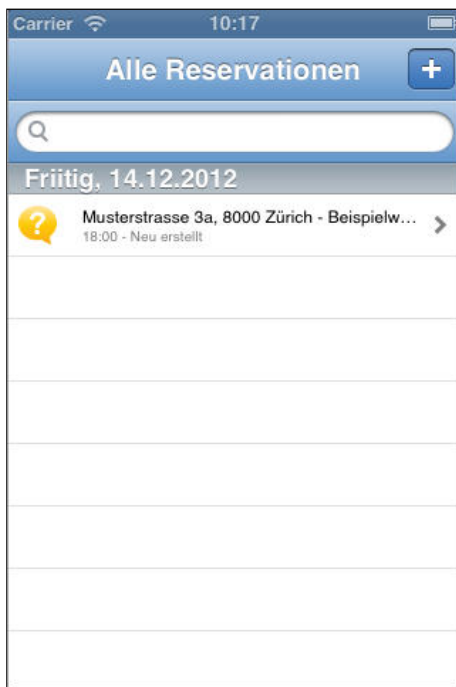 Carrier 10:17
Alle Reservationen +
Friitig, 14.12.2012
Musterstrasse 3a, 8000 Zürich - Beispielw...
18:00 - Neu erstellt